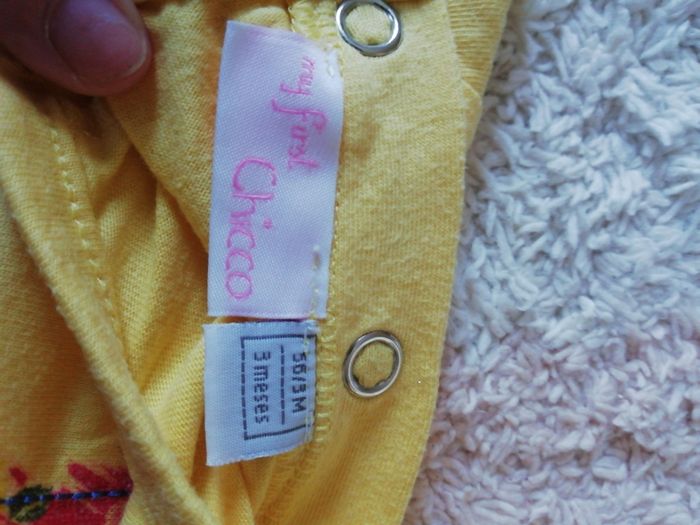 my first
Chicco
56/3M
3 meses